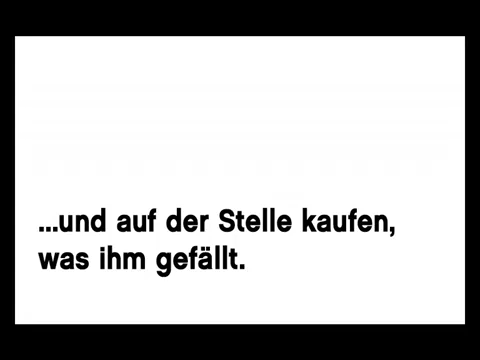 ...und auf der Stelle kaufen,
was ihm gefällt.